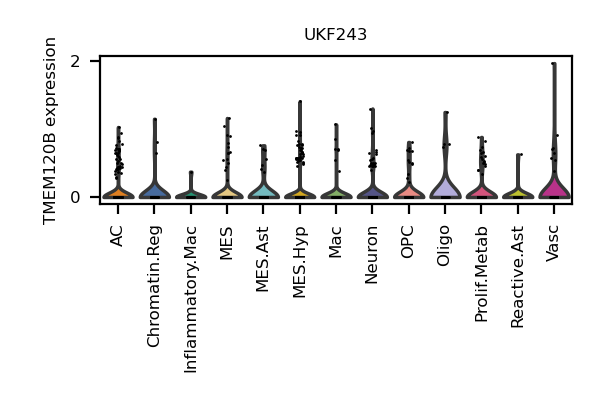 UKF243
TMEM120B expression
2
0
AC
Chromatin.Reg
Inflammatory.Mac
MES
MES.Ast
MES.Hyp
Mac
Neuron
OPC
Oligo
Prolif.Metab
Reactive.Ast
Vasc